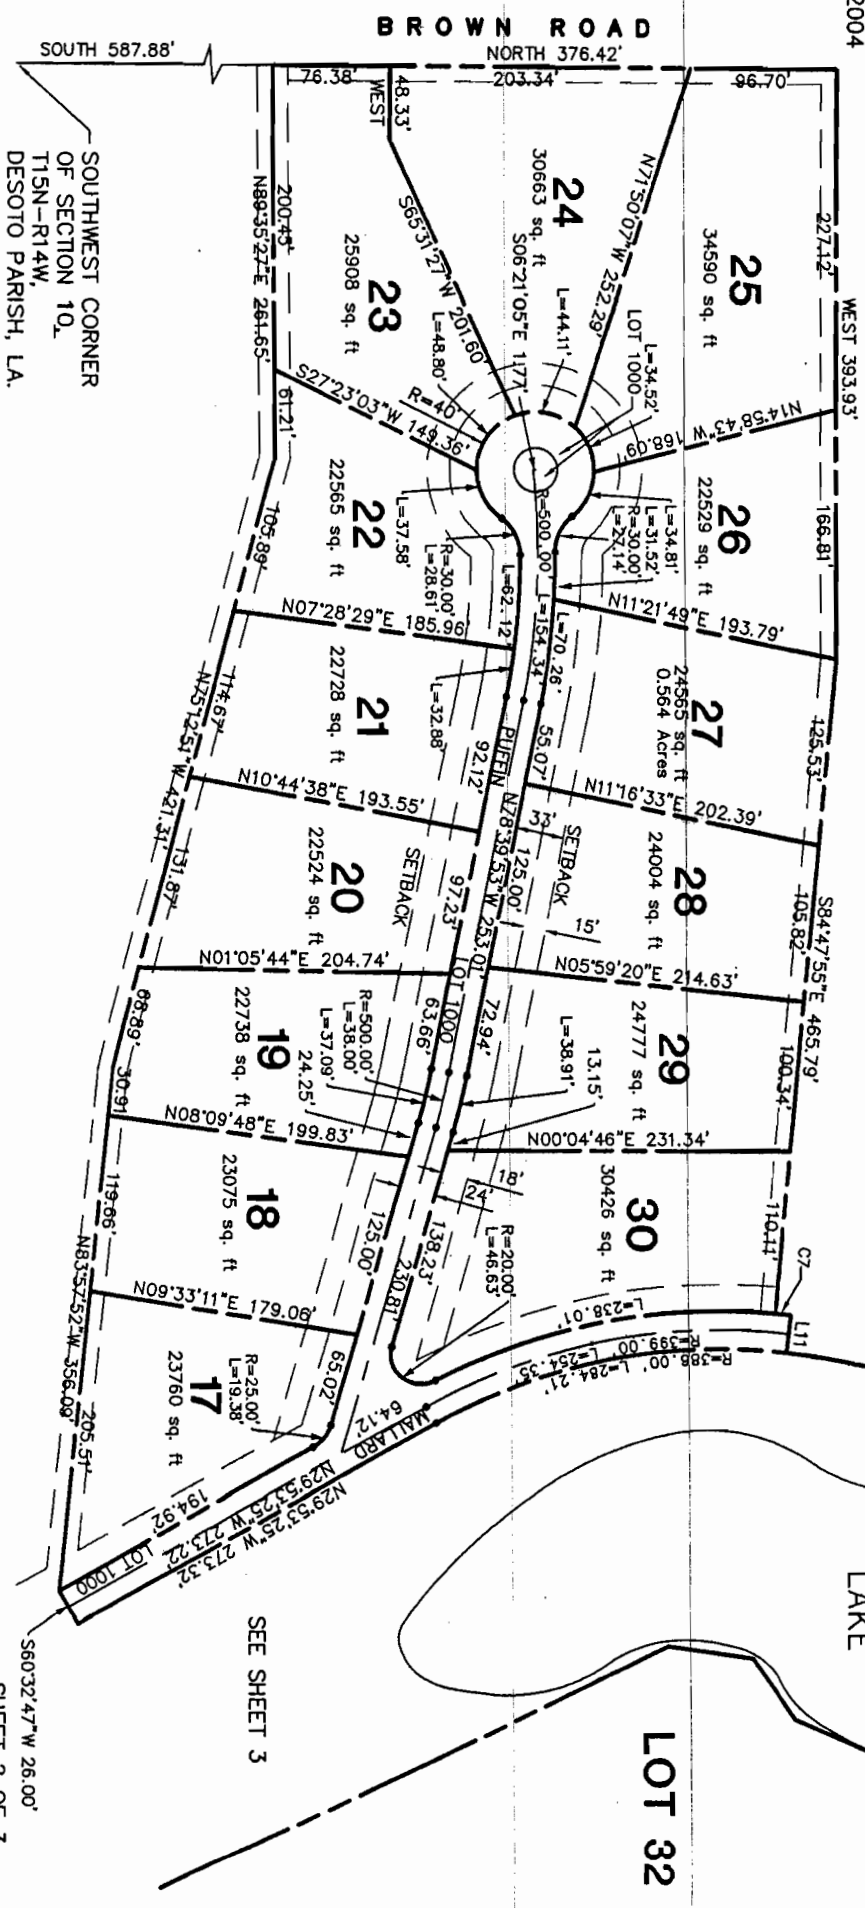 2004
BROWN ROAD
SOUTH 587.88'
NORTH 376.42'
76.38'
203.34'
96.70'
48.33'
WEST
SOUTHWEST CORNER
OF SECTION 10,
T15N-R14W,
DESOTO PARISH, LA.
WEST 393.93'
227.12'
166.81'
25
34590 sq. ft
N71°50'07"W 252.29'
24
30663 sq. ft
S06°21'05"E 1.77'
L=44.11'
LOT 1000
L=34.52'
S65°31'27"W 201.60'
23
25908 sq. ft
L=48.80'
R=40'
200.45'
N89°35'27"E 261.65'
61.21'
S27°23'03"W 149.36'
N14°58'43"W 168.09'
26
22529 sq. ft
L=34.81'
L=31.52'
R=30.00'
L=27.14'
R=500.00'
22
22565 sq. ft
L=37.58'
R=30.00'
L=28.61'
105.89'
N07°28'29"E 185.96'
L=62.12'
L=154.34'
L=70.26'
N11°21'49"E 193.79'
27
24565 sq. ft
0.564 Acres
125.53'
55.07'
21
22728 sq. ft
L=32.88'
92.12'
PUFFIN
N78°39'53"W 253.01'
114.67'
N75°12'51"W 421.31'
N10°44'38"E 193.55'
N11°16'33"E 202.39'
33'
SETBACK
125.00'
15'
28
24004 sq. ft
105.82'
S84°47'55"E 465.79'
20
22524 sq. ft
SETBACK
97.23'
131.87'
N01°05'44"E 204.74'
LOT 1000
N05°59'20"E 214.63'
29
24777 sq. ft
100.34'
72.94'
63.66'
L=38.91'
13.15'
19
22738 sq. ft
R=500.00'
L=38.00'
L=37.09'
24.25'
68.89'
30.91
N08°09'48"E 199.83'
N00°04'46"E 231.34'
30
30426 sq. ft
110.11'
18'
24'
18
23075 sq. ft
125.00'
138.23'
230.81'
R=20.00'
L=46.63'
119.66'
N83°57'52"W 356.09'
N09°33'11"E 179.06'
C7
L11
L=238.01'
R=399.00' L=254.35'
R=386.00' L=284.21'
17
23760 sq. ft
R=25.00'
L=19.38'
65.02'
64.12'
MALLARD
205.51'
194.92'
N29°53'25"W 273.22'
N29°53'25"W 273.32'
LOT 1000
S60°32'47"W 26.00'
SEE SHEET 3
LAKE
LOT 32